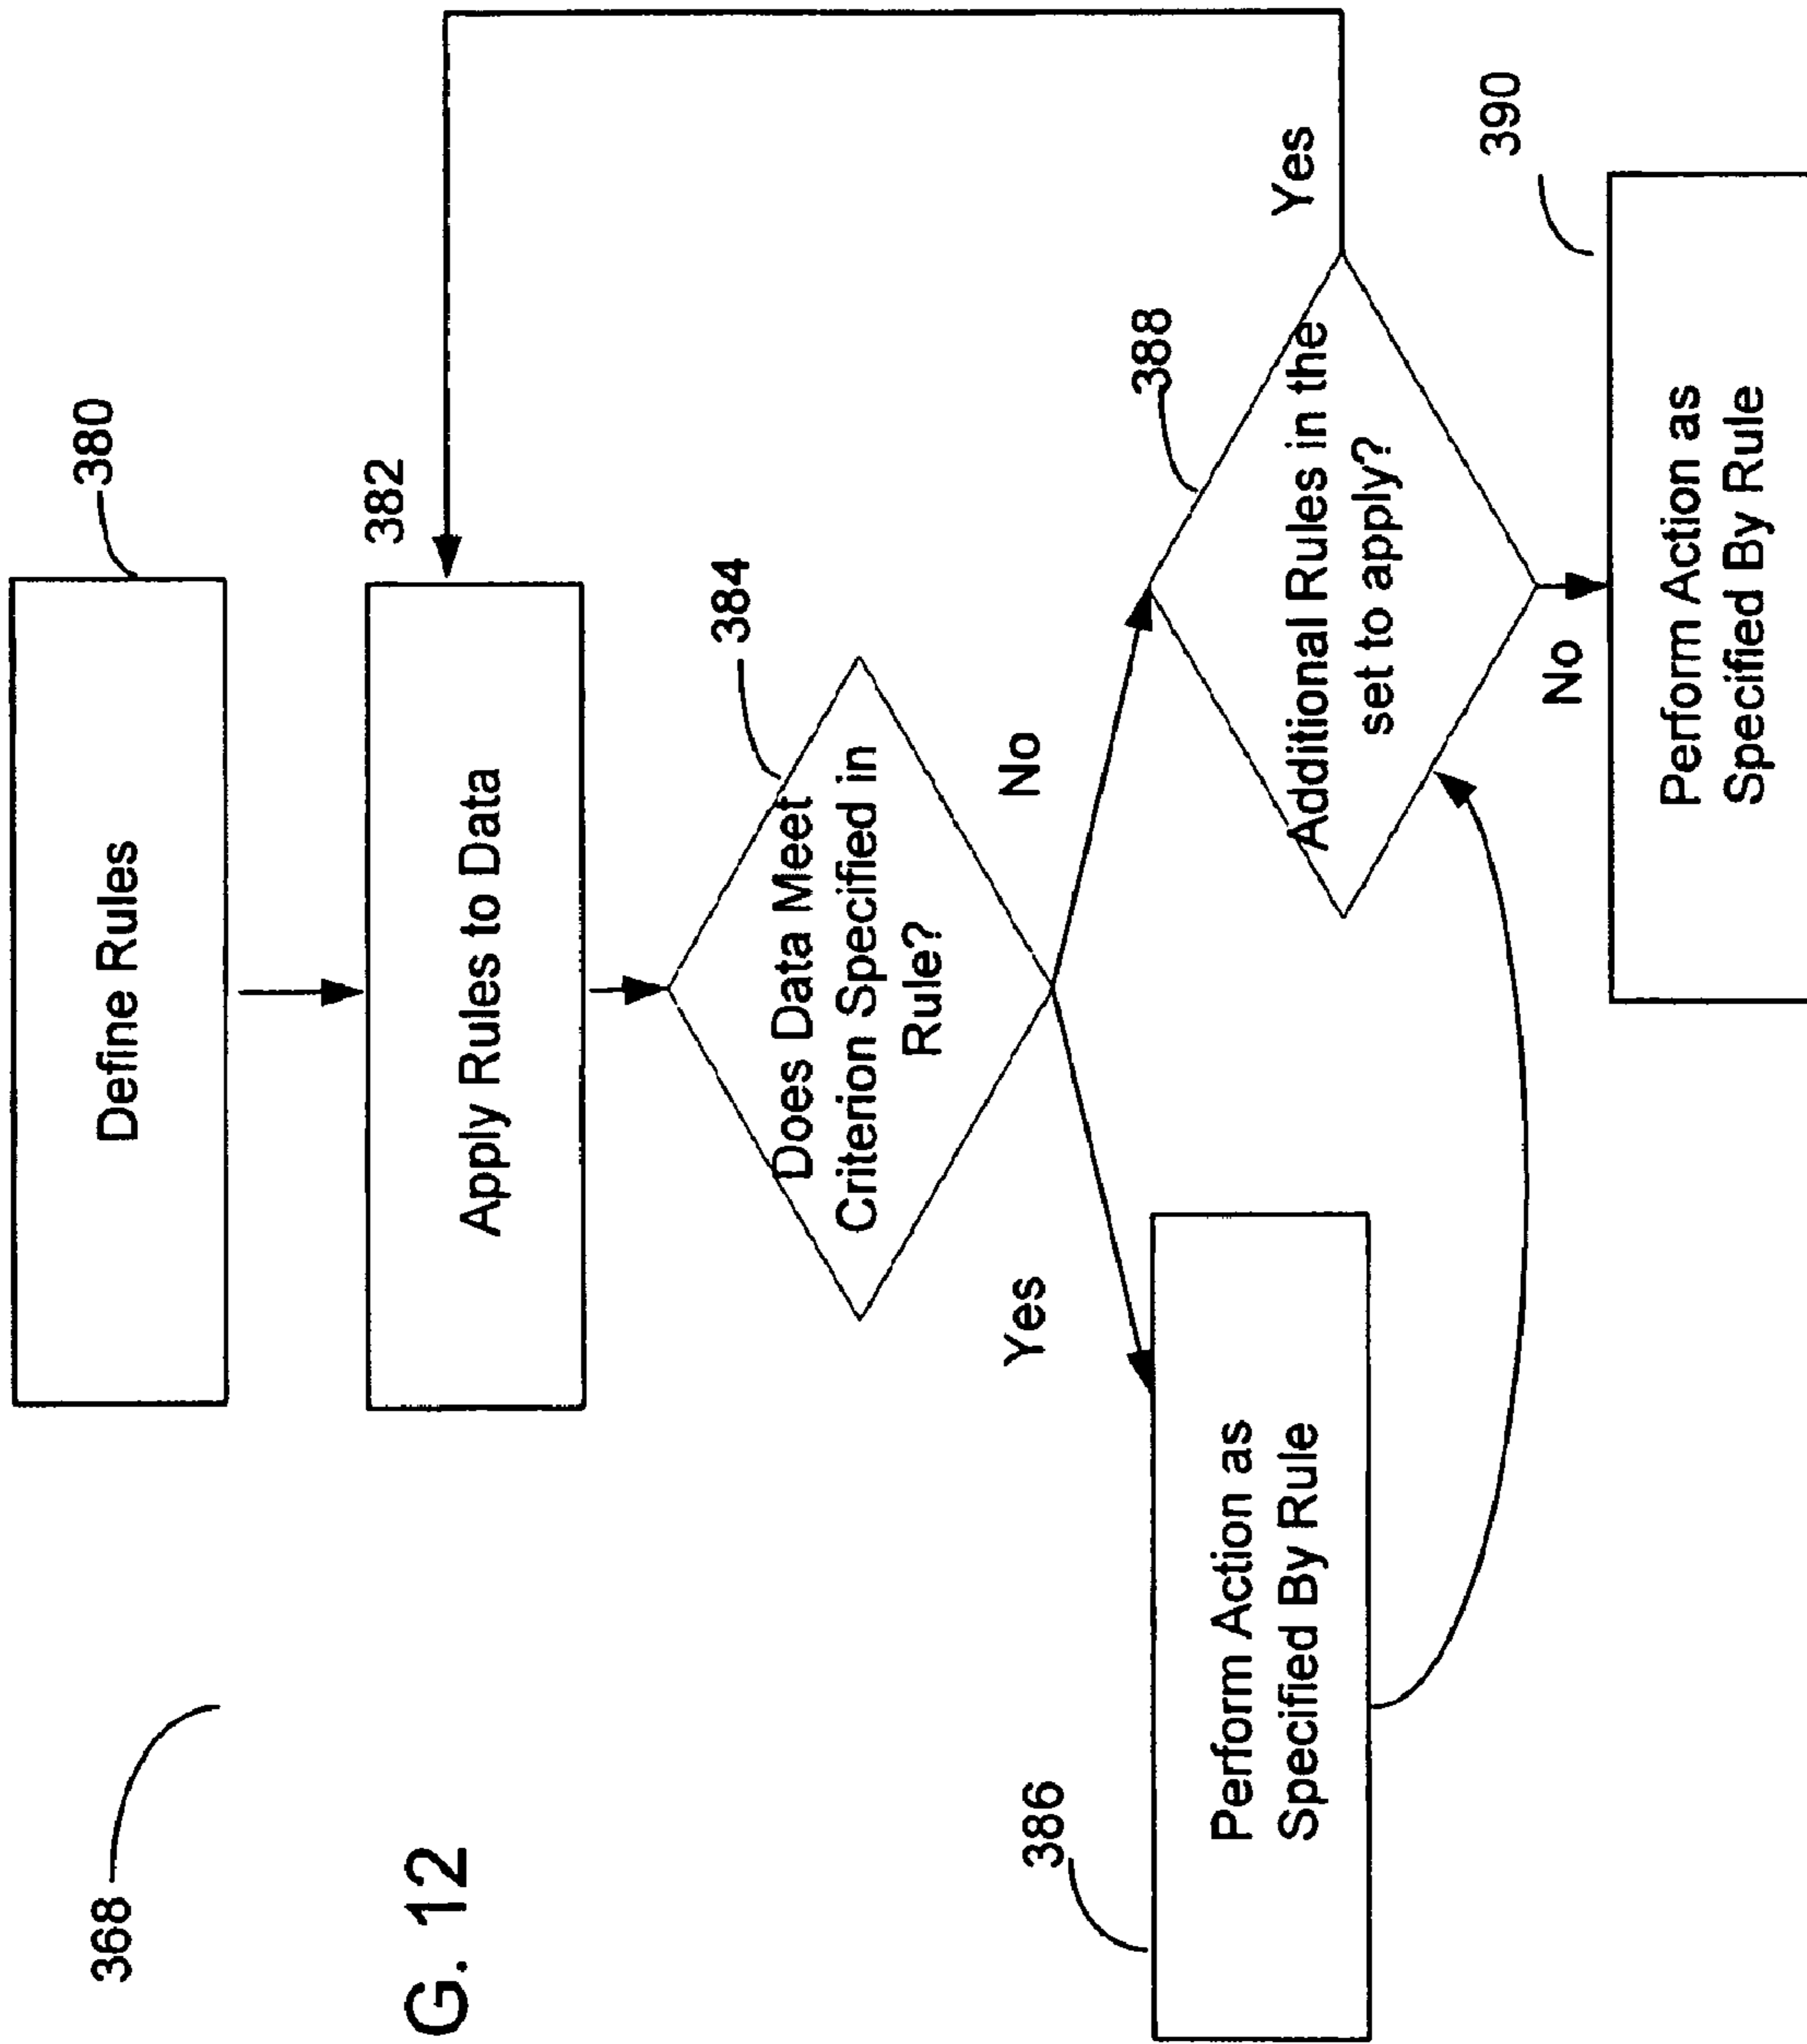 368
G. 12
Define Rules
380
Apply Rules to Data
382
Does Data Meet
Criterion Specified in
Rule?
384
Yes
No
386
Perform Action as
Specified By Rule
388
Additional Rules in the
set to apply?
Yes
No
390
Perform Action as
Specified By Rule